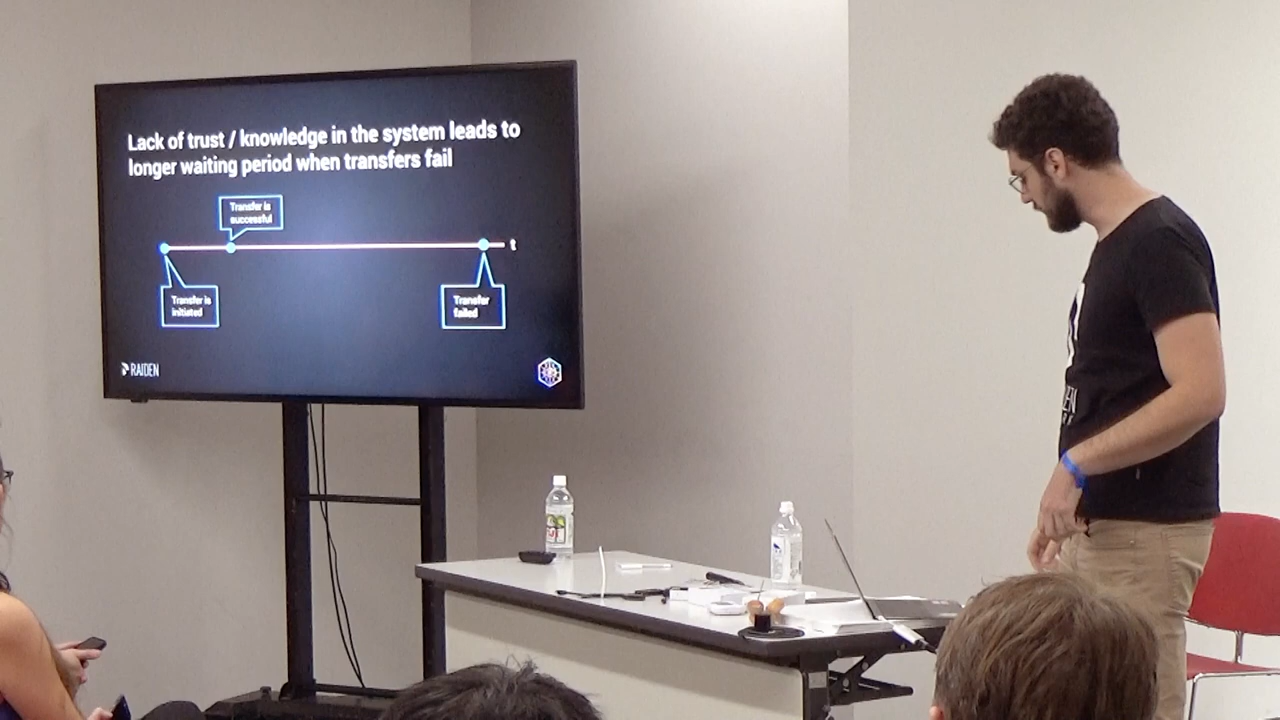 Lack of trust / knowledge in the system leads to
longer waiting period when transfers fail
Transfer is
successful
t
Transfer is
initiated
Transfer
failed
RAIDEN